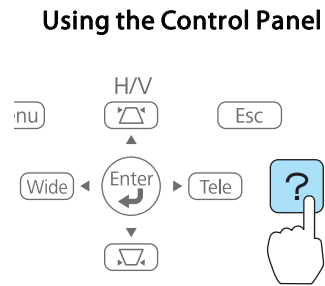 Using the Control Panel
H/V
nu
Esc
Wide
Enter
Tele
?